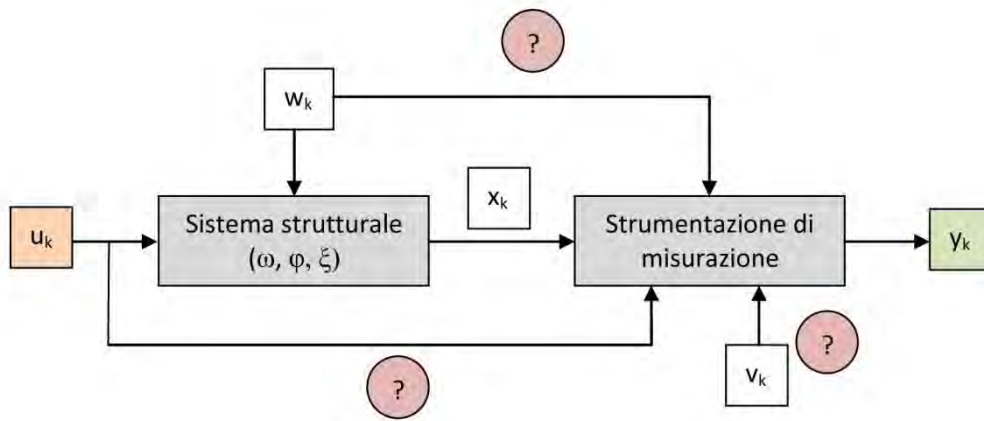 ?
wₖ
xₖ
uₖ
Sistema strutturale
(ω, φ, ξ)
Strumentazione di
misurazione
yₖ
?
?
vₖ